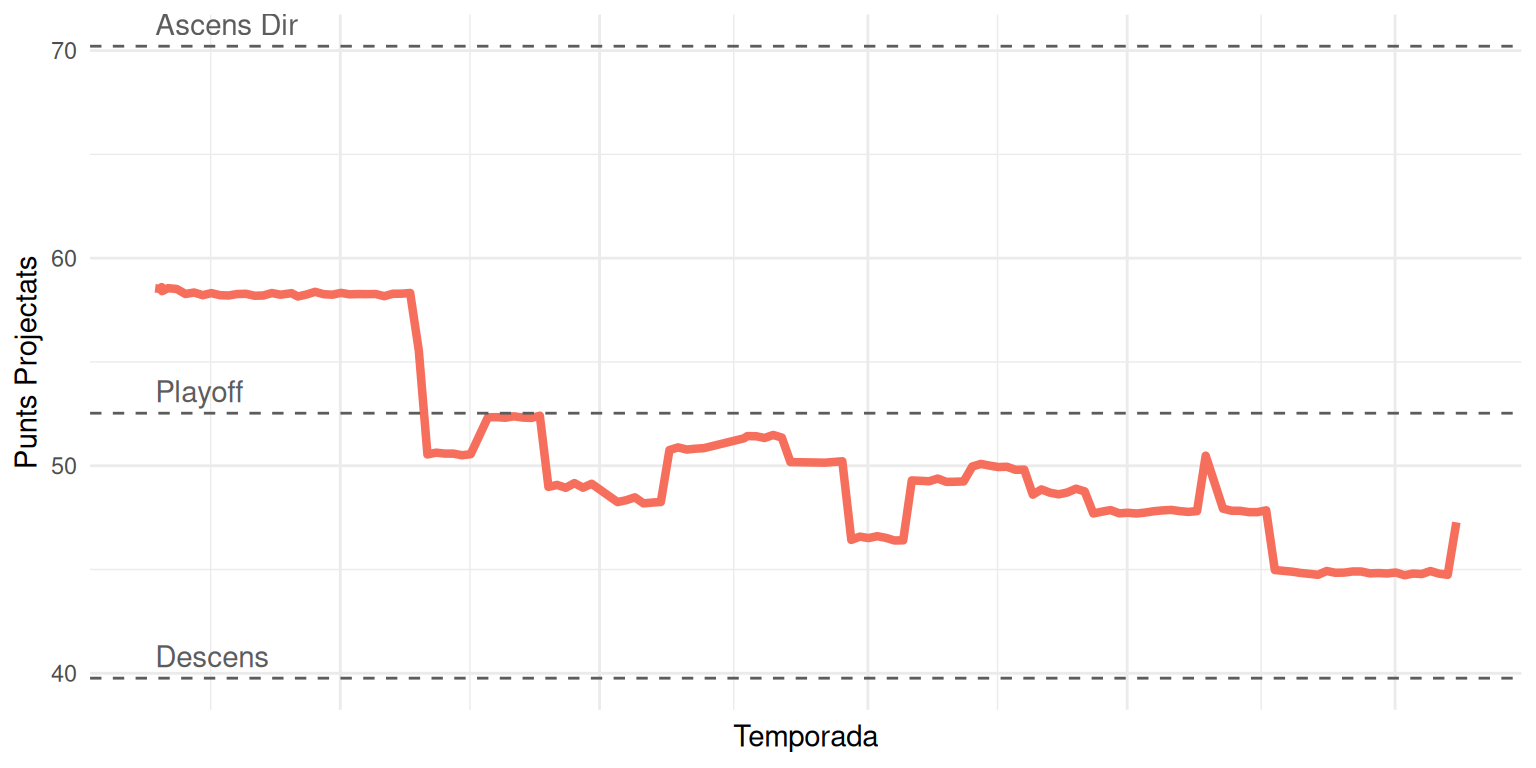 Ascens Dir
70
60
Playoff
50
Descens
40
Punts Projectats
Temporada